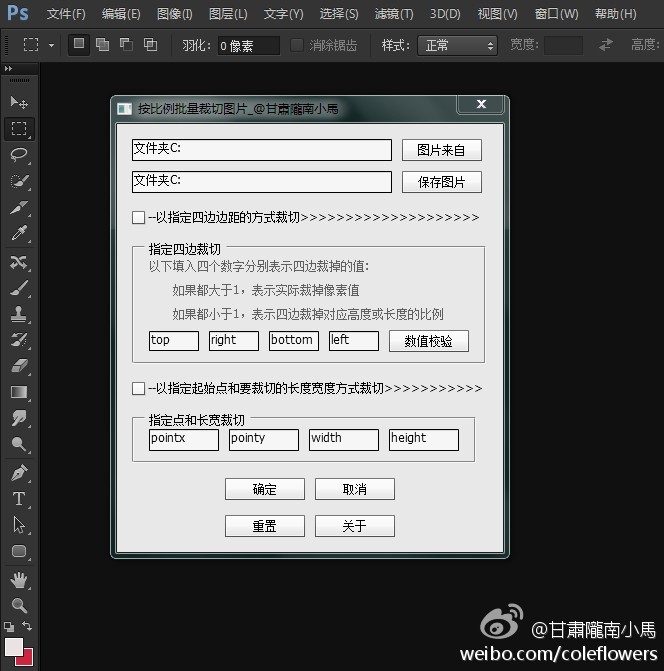 Ps 文件(F) 编辑(E) 图像(I) 图层(L) 文字(Y) 选择(S) 滤镜(T) 3D(D) 视图(V) 窗口(W) 帮助(H)
羽化: 0 像素 消除锯齿 样式: 正常 宽度: 高度:
按比例批量裁切图片_@甘肅隴南小馬
文件夹C: 图片来自
文件夹C: 保存图片
--以指定四边边距的方式裁切>>>>>>>>>>>>>>>>>>>>
指定四边裁切
以下填入四个数字分别表示四边裁掉的值:
如果都大于1，表示实际裁掉像素值
如果都小于1，表示四边裁掉对应高度或长度的比例
top right bottom left 数值校验
--以指定起始点和要裁切的长度宽度方式裁切>>>>>>>>>>>
指定点和长宽裁切
pointx pointy width height
确定 取消
重置 关于
@甘肅隴南小馬
weibo.com/coleflowers